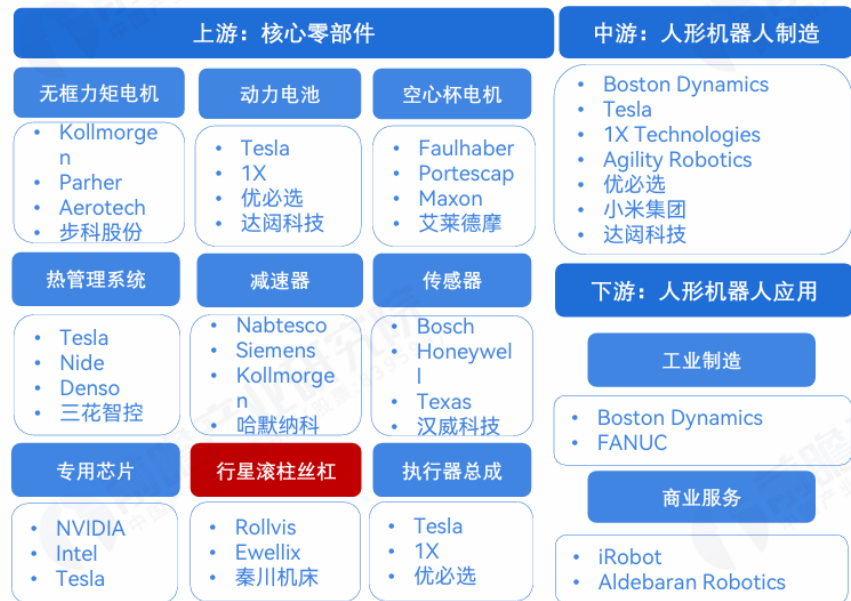 上游：核心零部件
无框力矩电机
• Kollmorge
n
• Parher
• Aerotech
• 步科股份
动力电池
• Tesla
• 1X
• 优必选
• 达闼科技
空心杯电机
• Faulhaber
• Portescap
• Maxon
• 艾莱德摩
热管理系统
• Tesla
• Nide
• Denso
• 三花智控
减速器
• Nabtesco
• Siemens
• Kollmorge
n
• 哈默纳科
传感器
• Bosch
• Honeywel
l
• Texas
• 汉威科技
专用芯片
• NVIDIA
• Intel
• Tesla
行星滚柱丝杠
• Rollvis
• Ewellix
• 秦川机床
执行器总成
• Tesla
• 1X
• 优必选
中游：人形机器人制造
• Boston Dynamics
• Tesla
• 1X Technologies
• Agility Robotics
• 优必选
• 小米集团
• 达闼科技
下游：人形机器人应用
工业制造
• Boston Dynamics
• FANUC
商业服务
• iRobot
• Aldebaran Robotics